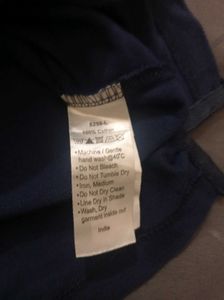 100% Cotton
• Machine / Gentle
hand wash @40°C
• Do Not Bleach
• Do Not Tumble Dry
• Iron, Medium
• Do Not Dry Clean
• Line Dry in Shade
• Wash, Dry
garment inside out
India